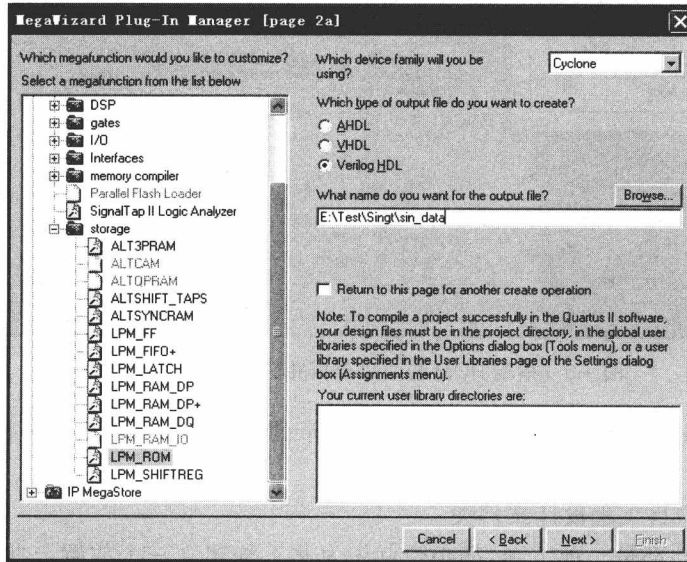 MegaWizard Plug-In Manager [page 2a]
Which megafunction would you like to customize?
Select a megafunction from the list below
DSP
gates
I/O
Interfaces
memory compiler
Parallel Flash Loader
SignalTap II Logic Analyzer
storage
ALT3PRAM
ALTCAM
ALTQPRAM
ALTSHIFT_TAPS
ALTSYNCRAM
LPM_FF
LPM_FIFO+
LPM_LATCH
LPM_RAM_DP
LPM_RAM_DP+
LPM_RAM_DQ
LPM_RAM_IO
LPM_ROM
LPM_SHIFTREG
IP MegaStore
Which device family will you be
using?
Cyclone
Which type of output file do you want to create?
AHDL
VHDL
Verilog HDL
What name do you want for the output file?
Browse...
E:\Test\Singt\sin_data
Return to this page for another create operation
Note: To compile a project successfully in the Quartus II software,
your design files must be in the project directory, in the global user
libraries specified in the Options dialog box (Tools menu), or a user
library specified in the User Libraries page of the Settings dialog
box (Assignments menu).
Your current user library directories are:
Cancel
< Back
Next >
Finish